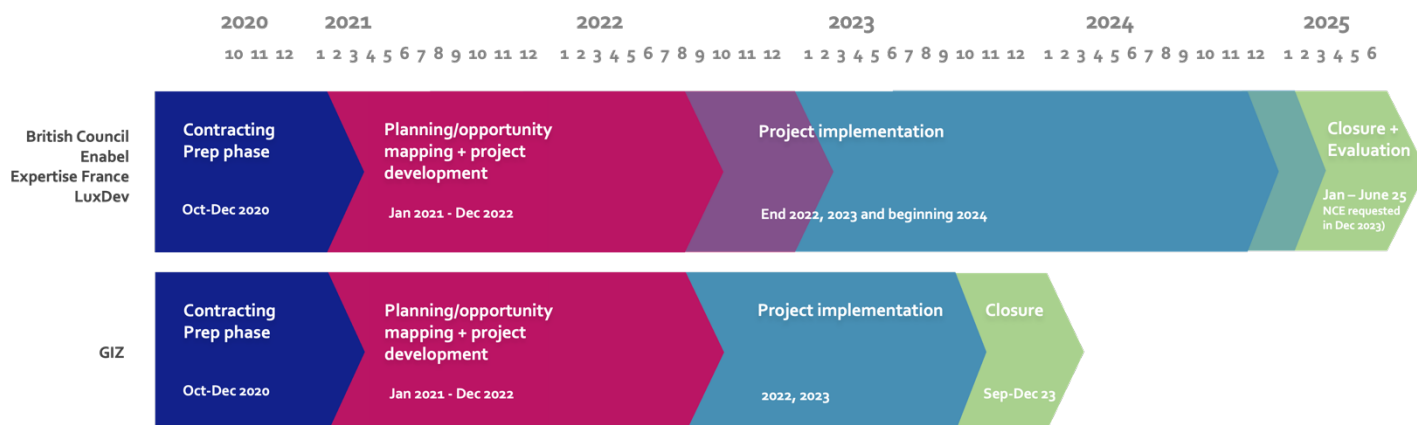 2020 2021 2022 2023 2024 2025
10 11 12 1 2 3 4 5 6 7 8 9 10 11 12 1 2 3 4 5 6 7 8 9 10 11 12 1 2 3 4 5 6 7 8 9 10 11 12 1 2 3 4 5 6 7 8 9 10 11 12 1 2 3 4 5 6
British Council
Enabel
Expertise France
LuxDev
Contracting
Prep phase
Oct-Dec 2020
Planning/opportunity
mapping + project
development
Jan 2021 - Dec 2022
Project implementation
End 2022, 2023 and beginning 2024
Closure +
Evaluation
Jan – June 25
NCE requested
in Dec 2023)
GIZ
Contracting
Prep phase
Oct-Dec 2020
Planning/opportunity
mapping + project
development
Jan 2021 - Dec 2022
Project implementation
2022, 2023
Closure
Sep-Dec 23